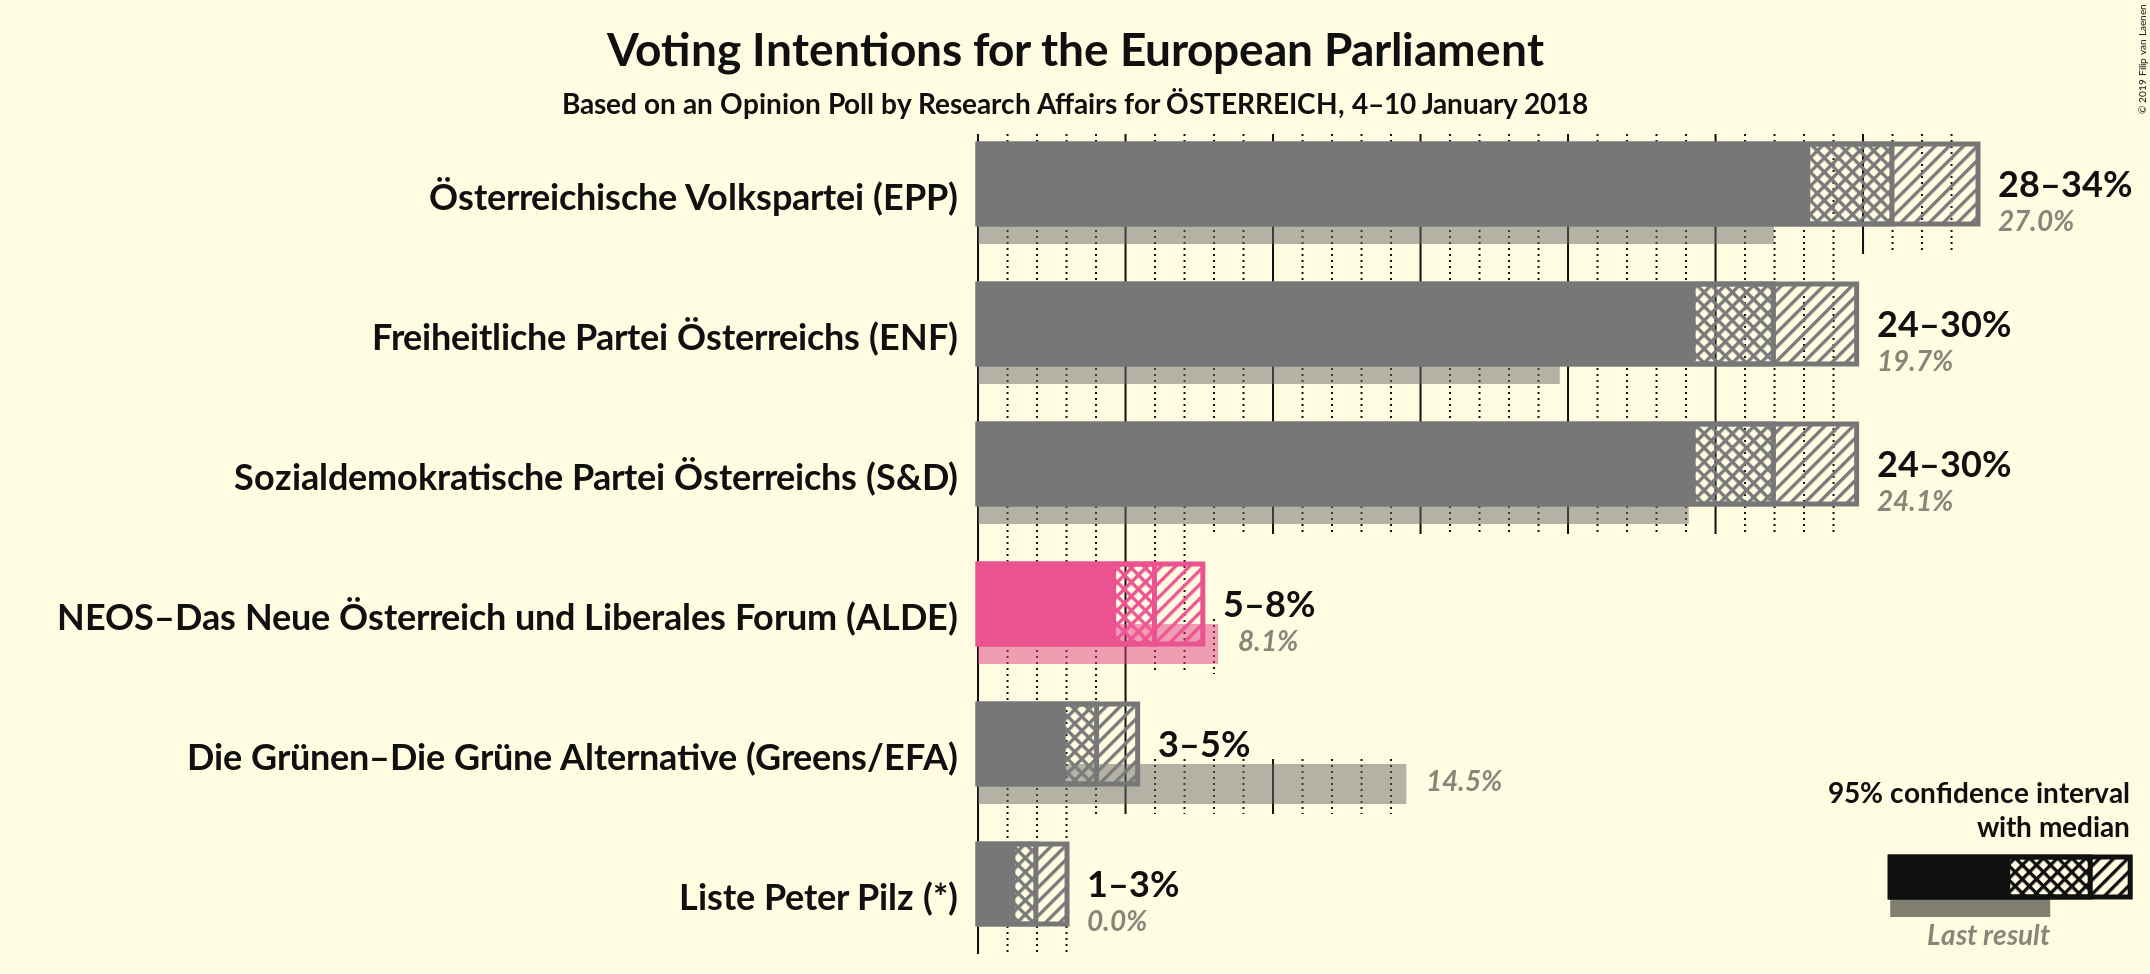 Voting Intentions for the European Parliament
Based on an Opinion Poll by Research Affairs for ÖSTERREICH, 4–10 January 2018
© 2019 Filip van Laenen
Österreichische Volkspartei (EPP)
28–34%
27.0%
Freiheitliche Partei Österreichs (ENF)
24–30%
19.7%
Sozialdemokratische Partei Österreichs (S&D)
24–30%
24.1%
NEOS–Das Neue Österreich und Liberales Forum (ALDE)
5–8%
8.1%
Die Grünen–Die Grüne Alternative (Greens/EFA)
3–5%
14.5%
Liste Peter Pilz (*)
1–3%
0.0%
95% confidence interval
with median
Last result